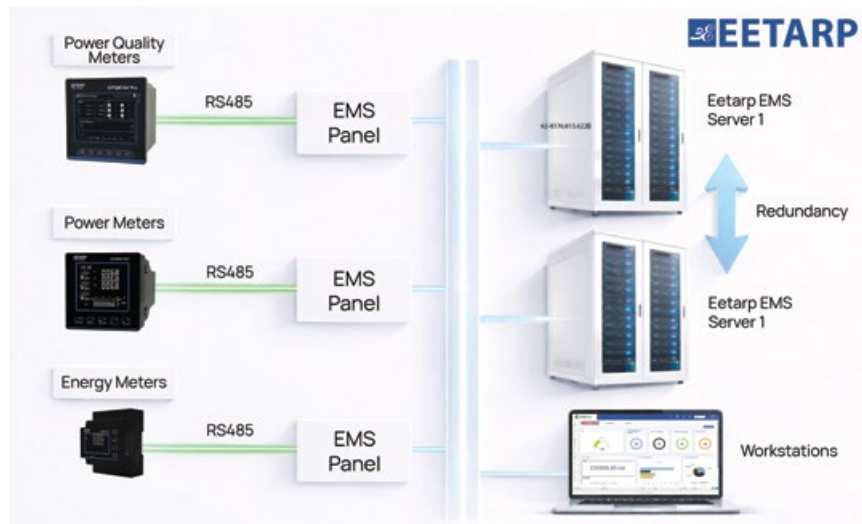 EETARP
Power Quality
Meters
RS485
EMS
Panel
Eetarp EMS
Server 1
Redundancy
Power Meters
RS485
EMS
Panel
Eetarp EMS
Server 1
Energy Meters
RS485
EMS
Panel
Workstations